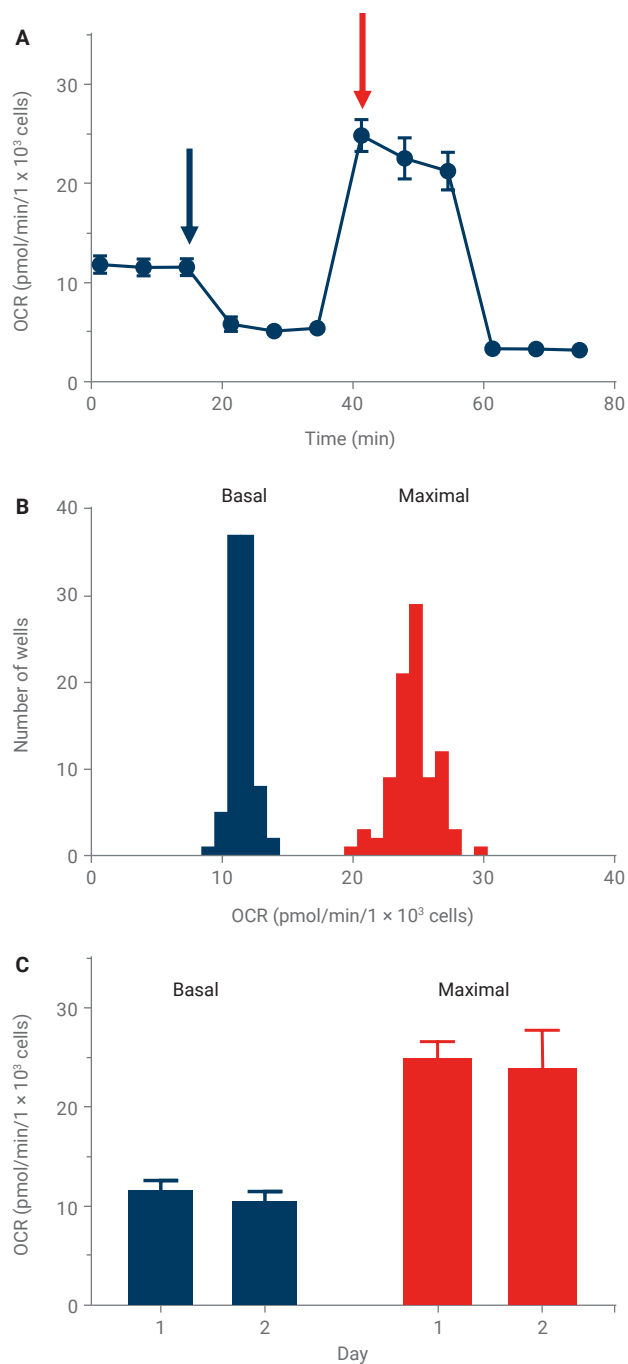 A
OCR (pmol/min/1 x 10³ cells)
30
20
10
0
0 20 40 60 80
Time (min)
B
Basal Maximal
Number of wells
40
30
20
10
0
0 10 20 30 40
OCR (pmol/min/1 × 10³ cells)
C
Basal Maximal
OCR (pmol/min/1 × 10³ cells)
30
20
10
0
1 2 1 2
Day